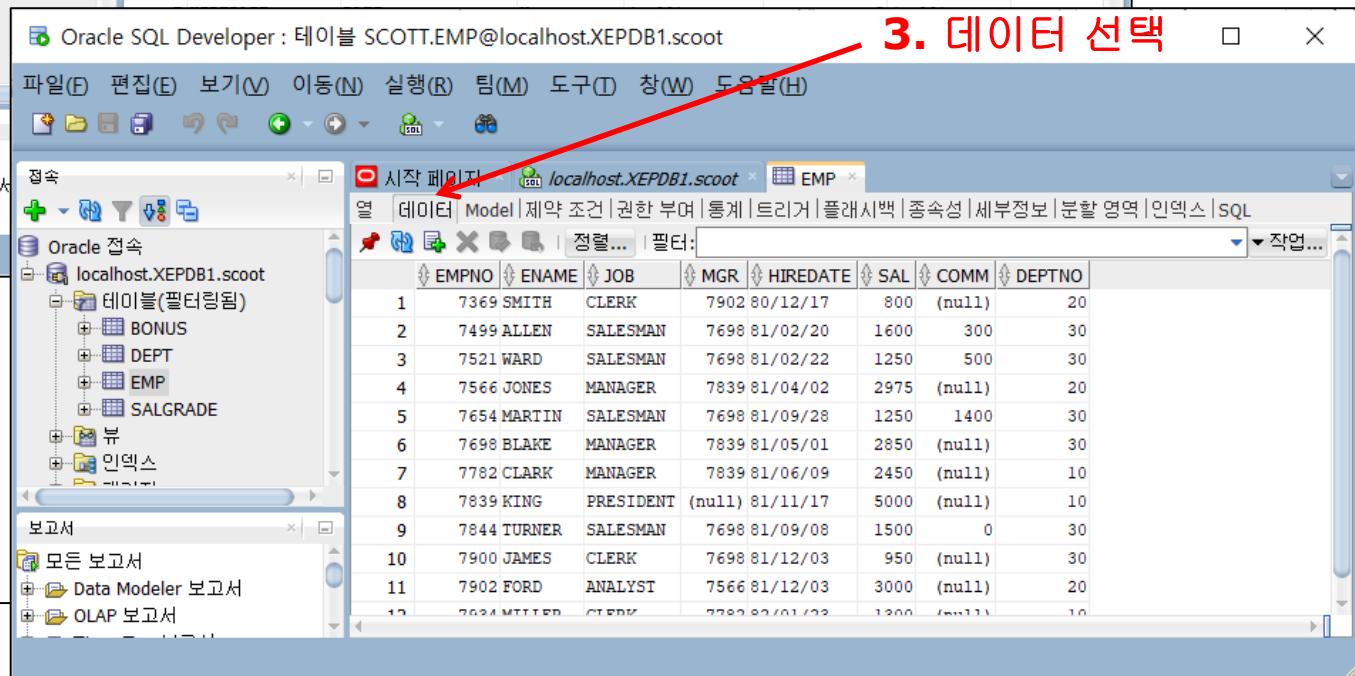 Oracle SQL Developer : 테이블 SCOTT.EMP@localhost.XEPDB1.scoot
3. 데이터 선택
파일(F) 편집(E) 보기(V) 이동(N) 실행(R) 팀(M) 도구(T) 창(W) 도움말(H)
접속
Oracle 접속
localhost.XEPDB1.scoot
테이블(필터링됨)
BONUS
DEPT
EMP
SALGRADE
뷰
인덱스
보고서
모든 보고서
Data Modeler 보고서
OLAP 보고서
시작 페이지 localhost.XEPDB1.scoot EMP
열 데이터 Model 제약 조건 권한 부여 통계 트리거 플래시백 종속성 세부정보 분할 영역 인덱스 SQL
정렬... 필터: 작업...
EMPNO ENAME JOB MGR HIREDATE SAL COMM DEPTNO
1 7369 SMITH CLERK 7902 80/12/17 800 (null) 20
2 7499 ALLEN SALESMAN 7698 81/02/20 1600 300 30
3 7521 WARD SALESMAN 7698 81/02/22 1250 500 30
4 7566 JONES MANAGER 7839 81/04/02 2975 (null) 20
5 7654 MARTIN SALESMAN 7698 81/09/28 1250 1400 30
6 7698 BLAKE MANAGER 7839 81/05/01 2850 (null) 30
7 7782 CLARK MANAGER 7839 81/06/09 2450 (null) 10
8 7839 KING PRESIDENT (null) 81/11/17 5000 (null) 10
9 7844 TURNER SALESMAN 7698 81/09/08 1500 0 30
10 7900 JAMES CLERK 7698 81/12/03 950 (null) 30
11 7902 FORD ANALYST 7566 81/12/03 3000 (null) 20
12 7934 MILLER CLERK 7782 82/01/23 1300 (null) 10